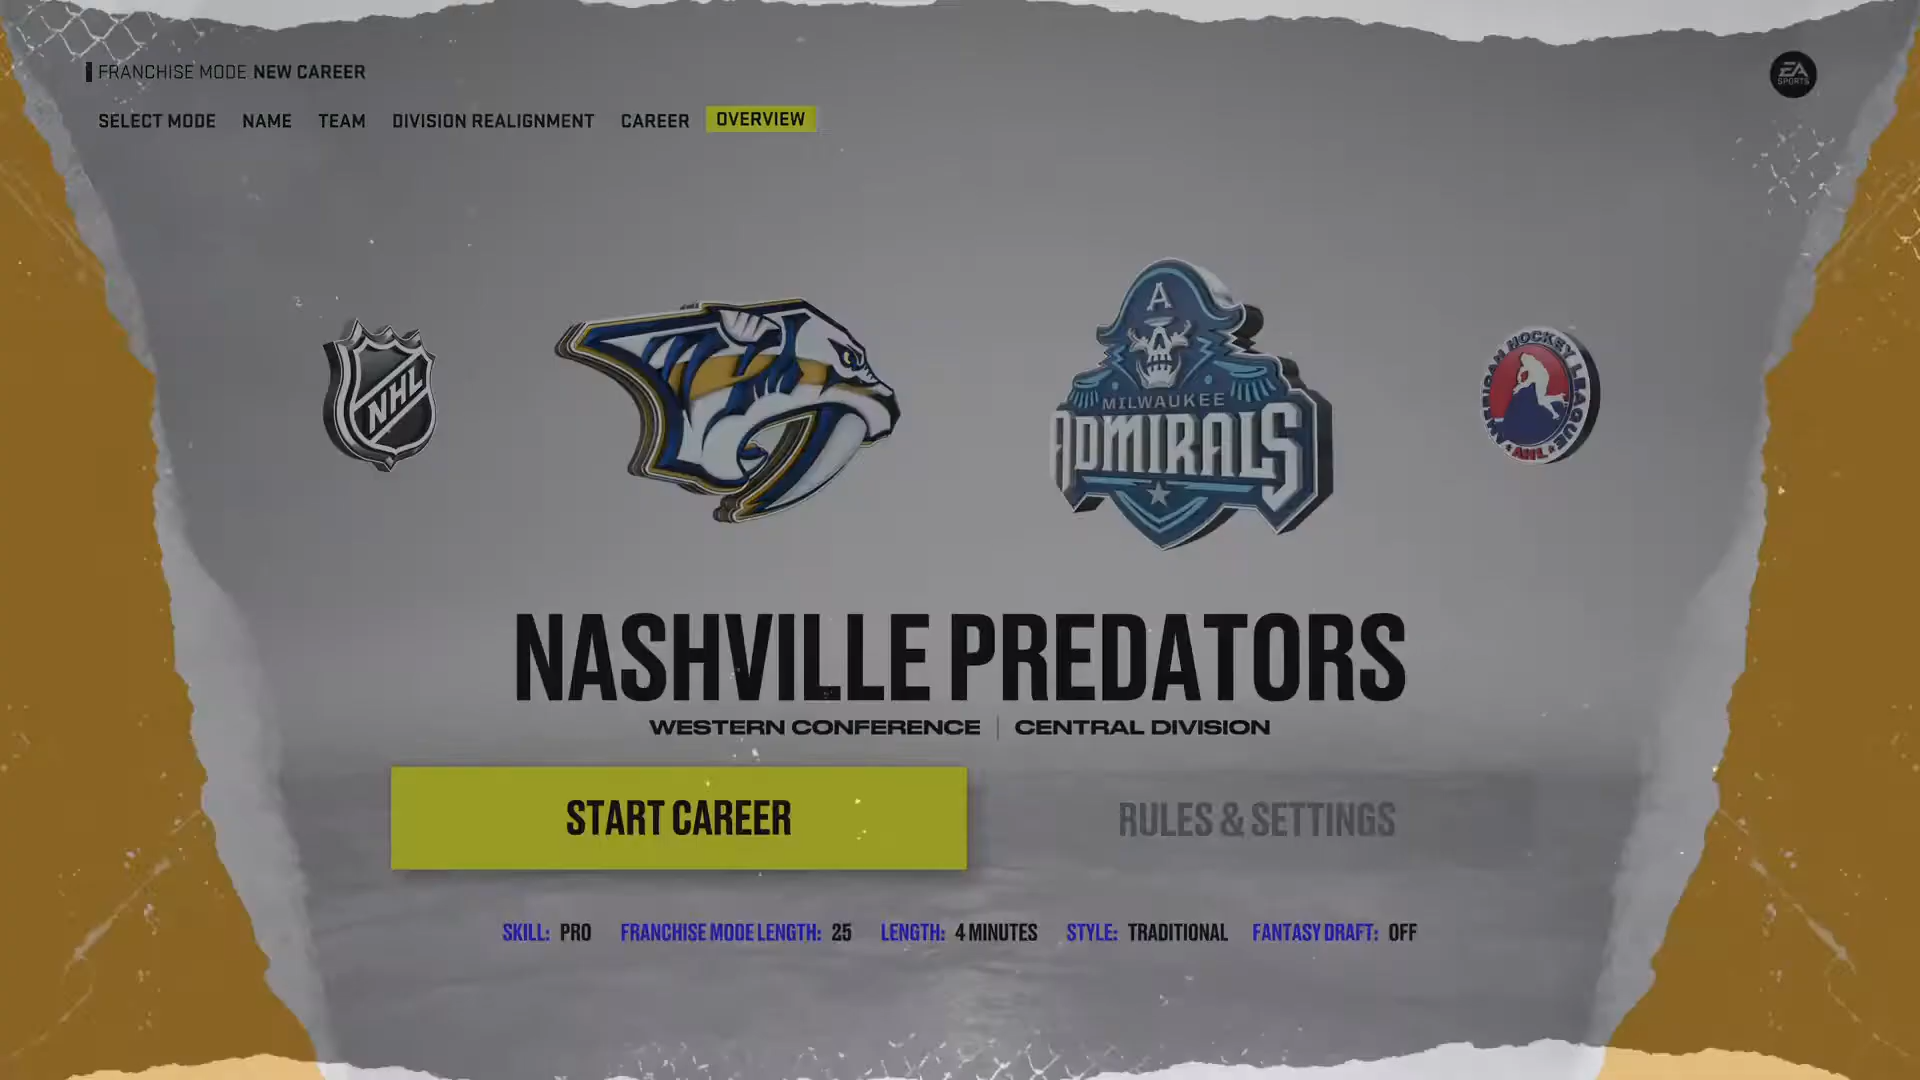 FRANCHISE MODE NEW CAREER
EA
SPORTS
SELECT MODE NAME TEAM DIVISION REALIGNMENT CAREER OVERVIEW
NHL
A
MILWAUKEE
ADMIRALS
AMERICAN HOCKEY LEAGUE
AHL
NASHVILLE PREDATORS
WESTERN CONFERENCE | CENTRAL DIVISION
START CAREER
RULES & SETTINGS
SKILL: PRO FRANCHISE MODE LENGTH: 25 LENGTH: 4 MINUTES STYLE: TRADITIONAL FANTASY DRAFT: OFF